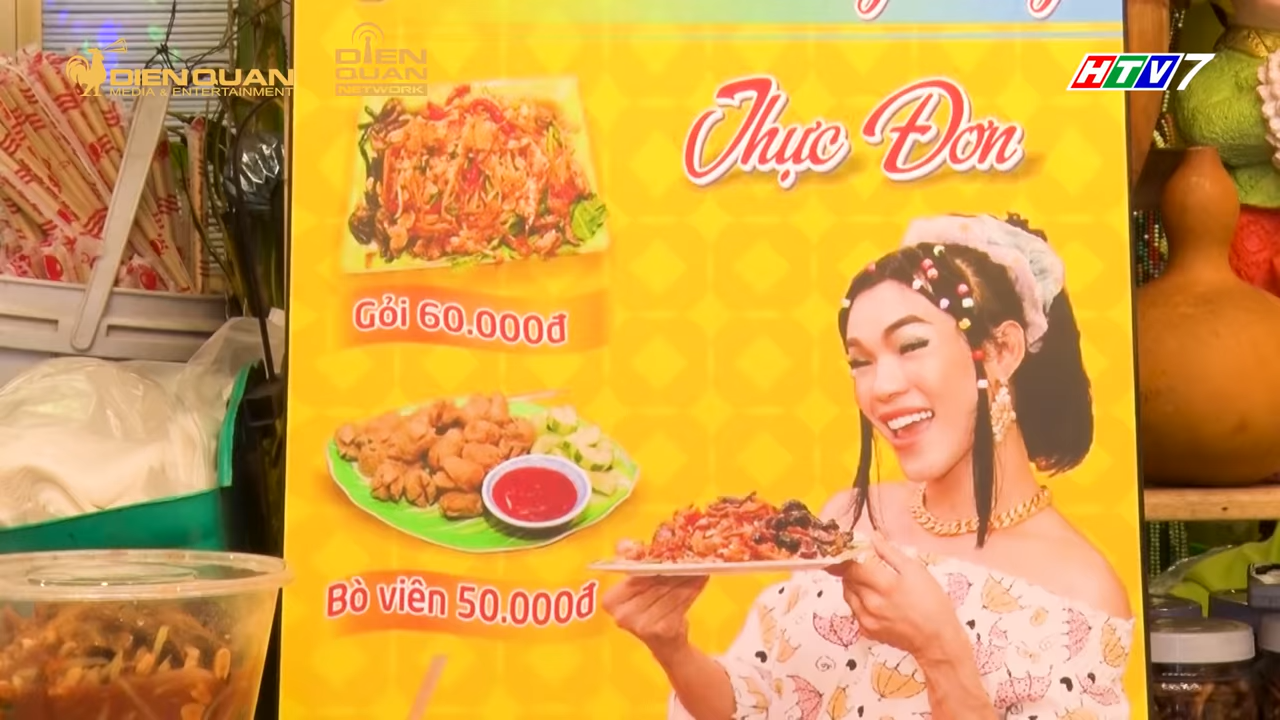 DIEN QUAN
MEDIA & ENTERTAINMENT
DIEN
QUAN
NETWORK
HTV7
Thực Đơn
Gỏi 60.000đ
Bò viên 50.000đ